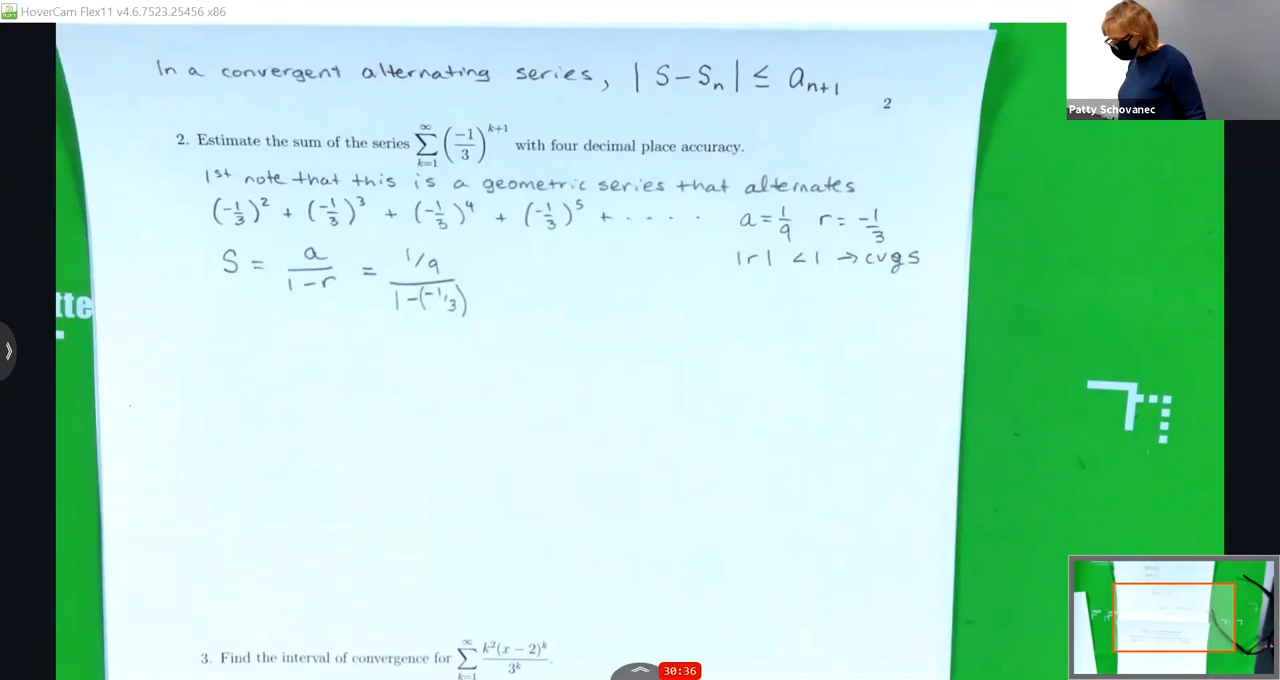 HoverCam Flex11 v4.6.7523.25456 x86
FLEX11
Patty Schovanec
In a convergent alternating series, |S-Sₙ| ≤ aₙ₊₁
2
2. Estimate the sum of the series ∑_{k=1}^{∞} (-1/3)^{k+1} with four decimal place accuracy.
1st note that this is a geometric series that alternates
(-1/3)² + (-1/3)³ + (-1/3)⁴ + (-1/3)⁵ + ····· a = 1/9 r = -1/3
|r| < 1 → cvgs
S = a/(1-r) = (1/9)/(1-(-1/3))
tte
3. Find the interval of convergence for ∑_{k=1}^{∞} k²(x − 2)^k/3^k.
30:36